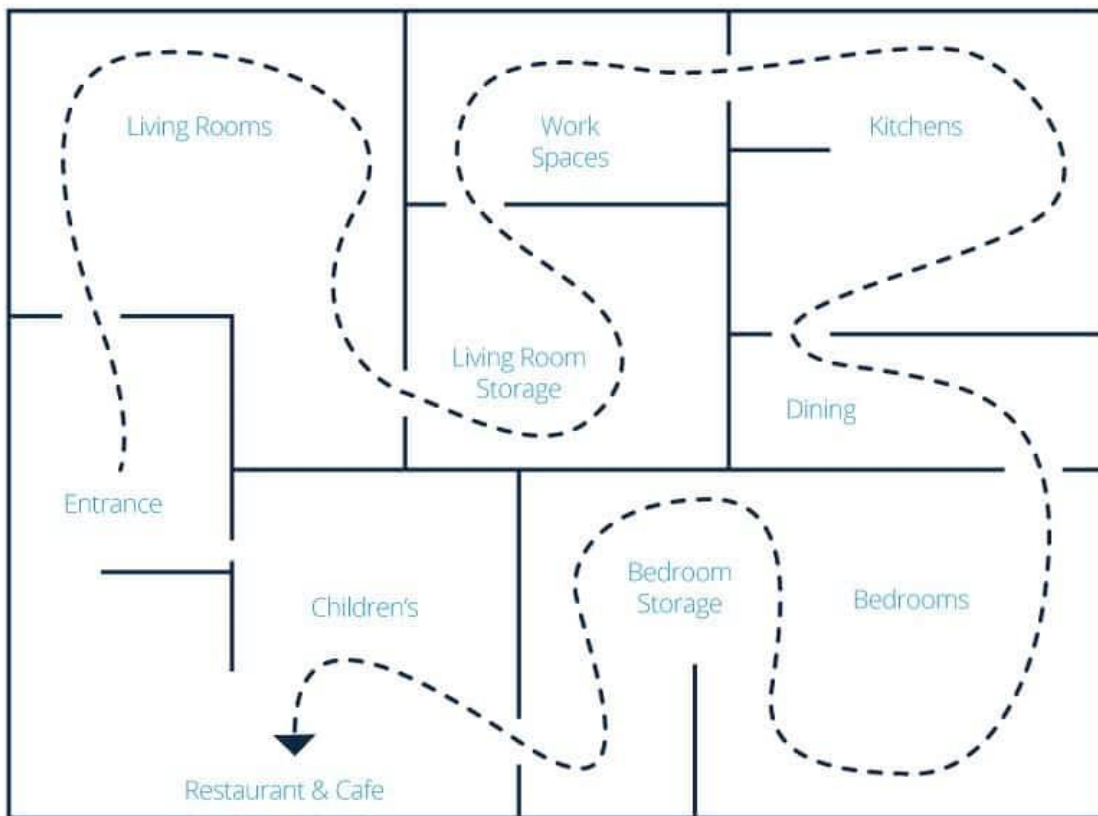 Living Rooms
Work
Spaces
Kitchens
Living Room
Storage
Dining
Entrance
Bedroom
Storage
Bedrooms
Children's
Restaurant & Cafe